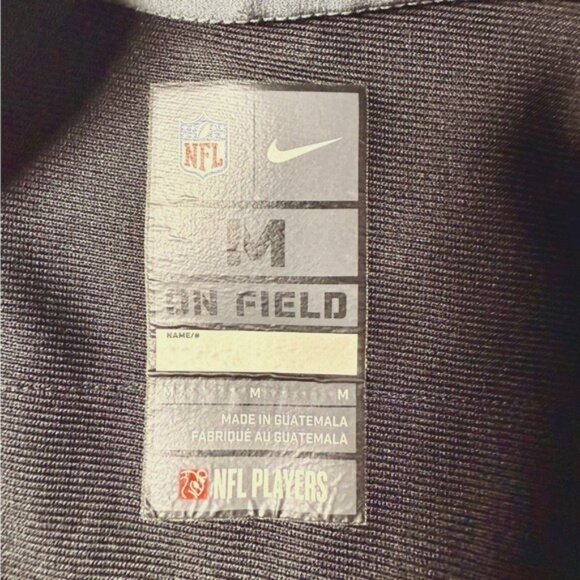 NFL
M
ON FIELD
NAME/#
M M M
MADE IN GUATEMALA
FABRIQUÉ AU GUATEMALA
NFL PLAYERS